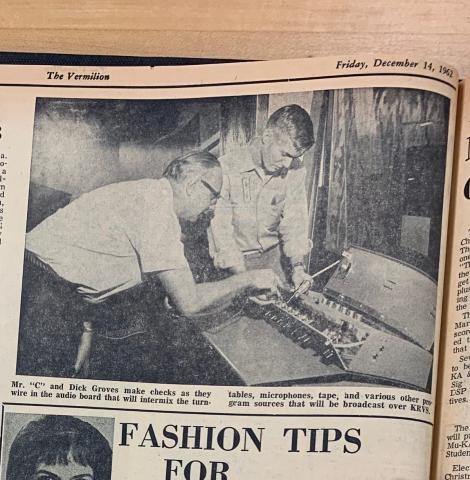 The Vermilion
Friday, December 14, 1962
Mr. "C" and Dick Groves make checks as they
wire in the audio board that will intermix the turn-
tables, microphones, tape, and various other pro-
gram sources that will be broadcast over KRVS.
FASHION TIPS
FOR